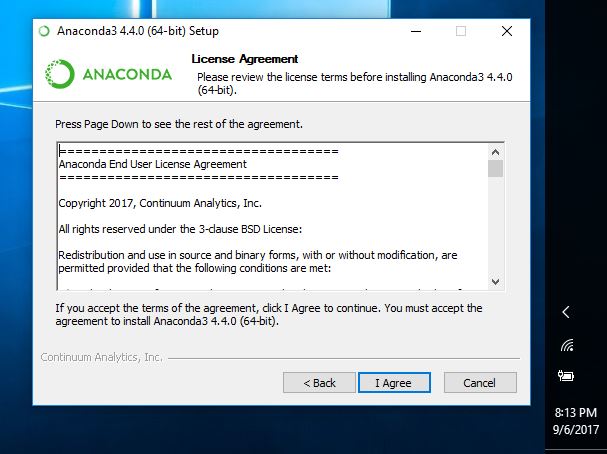 Anaconda3 4.4.0 (64-bit) Setup
License Agreement
ANACONDA
Please review the license terms before installing Anaconda3 4.4.0
(64-bit).
Press Page Down to see the rest of the agreement.
===================================
Anaconda End User License Agreement
===================================
Copyright 2017, Continuum Analytics, Inc.
All rights reserved under the 3-clause BSD License:
Redistribution and use in source and binary forms, with or without modification, are
permitted provided that the following conditions are met:
If you accept the terms of the agreement, click I Agree to continue. You must accept the
agreement to install Anaconda3 4.4.0 (64-bit).
Continuum Analytics, Inc.
< Back
I Agree
Cancel
8:13 PM
9/6/2017